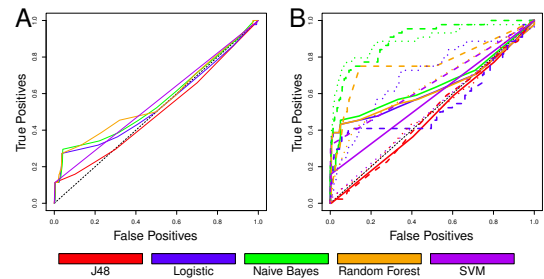 A
B
True Positives
1.0
0.8
0.6
0.4
0.2
0.0
0.0
0.2
0.4
0.6
0.8
1.0
False Positives
True Positives
1.0
0.8
0.6
0.4
0.2
0.0
0.0
0.2
0.4
0.6
0.8
1.0
False Positives
J48
Logistic
Naive Bayes
Random Forest
SVM